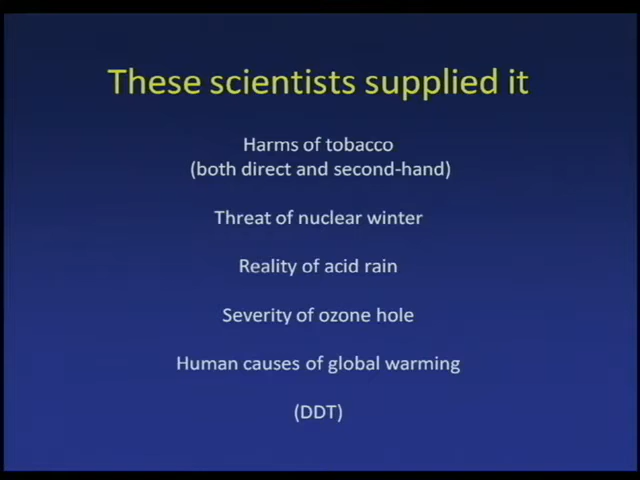 These scientists supplied it
Harms of tobacco
(both direct and second-hand)
Threat of nuclear winter
Reality of acid rain
Severity of ozone hole
Human causes of global warming
(DDT)